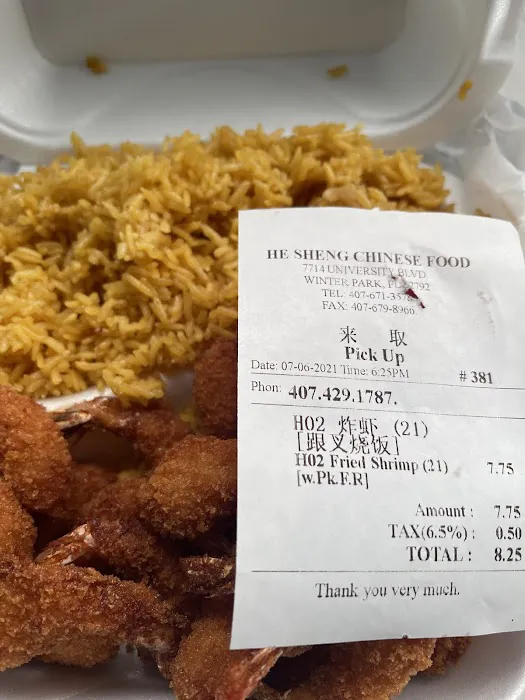 HE SHENG CHINESE FOOD
7714 UNIVERSITY BLVD
WINTER PARK, 2792
TEL: 407-671-
FAX: 407-679-8966
来 取
Pick Up
Date: 07-06-2021 Time: 6:25PM # 381
Phon: 407.429.1787.
H02 炸虾 (21)
[跟叉烧饭]
H02 Fried Shrimp (21) 7.75
[w.Pk.F.R]
Amount : 7.75
TAX(6.5%) : 0.50
TOTAL : 8.25
Thank you very much.